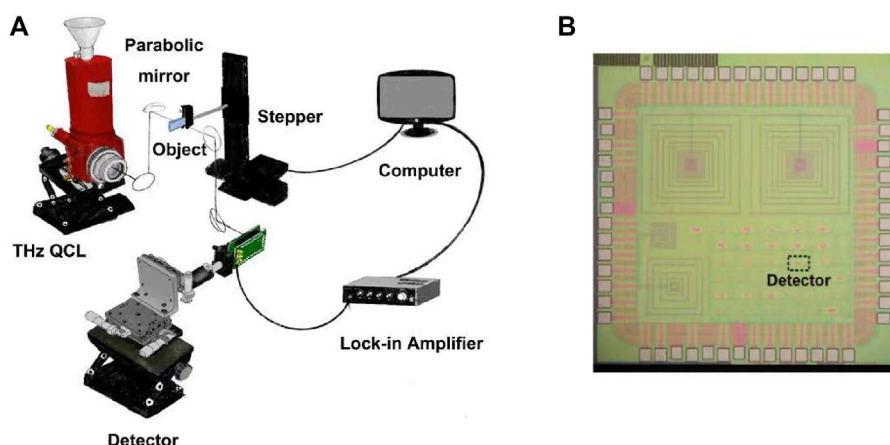 A
Parabolic
mirror
Object
Stepper
Computer
THz QCL
Lock-in Amplifier
Detector
B
Detector